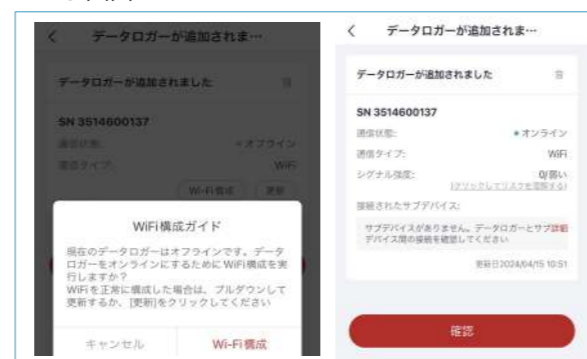 データロガーが追加されま…
データロガーが追加されました
SN 3514600137
通信状態:
オフライン
通信タイプ:
WiFi
Wi-Fi構成
更新
WiFi構成ガイド
現在のデータロガーはオフラインです。データ
ロガーをオンラインにするためにWiFi構成を実
行しますか？
WiFiを正常に構成した場合は、プルダウンして
更新するか、[更新]をクリックしてください
キャンセル
Wi-Fi構成
データロガーが追加されま…
データロガーが追加されました
SN 3514600137
通信状態:
オンライン
通信タイプ:
WiFi
シグナル強度:
0/弱い
(クリックしてリスクを理解する)
接続されたサブデバイス:
サブデバイスがありません。データロガーとサブ詳細
デバイス間の接続を確認してください
更新日2024/04/15 10:51
確認